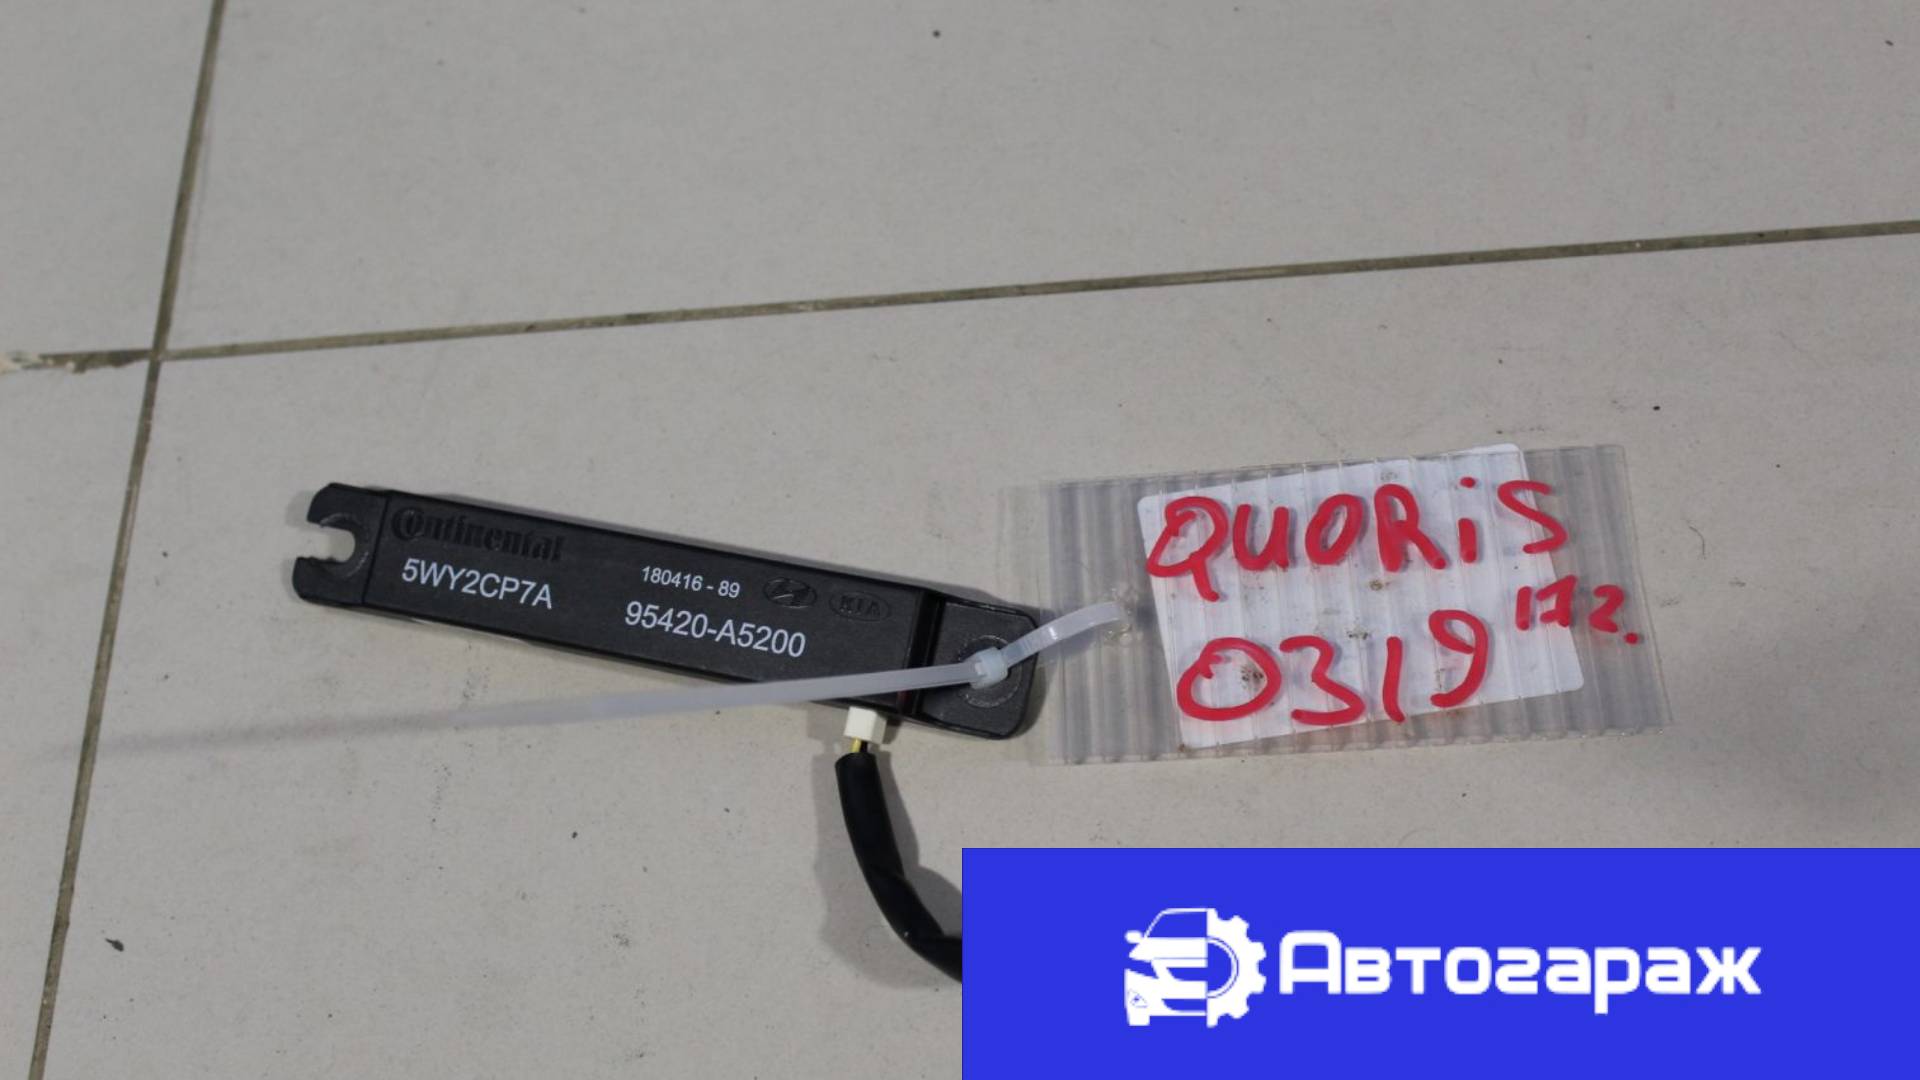 Continental
5WY2CP7A
180416 - 89
KIA
95420-A5200
QUORiS
0319 17г.
Автогараж